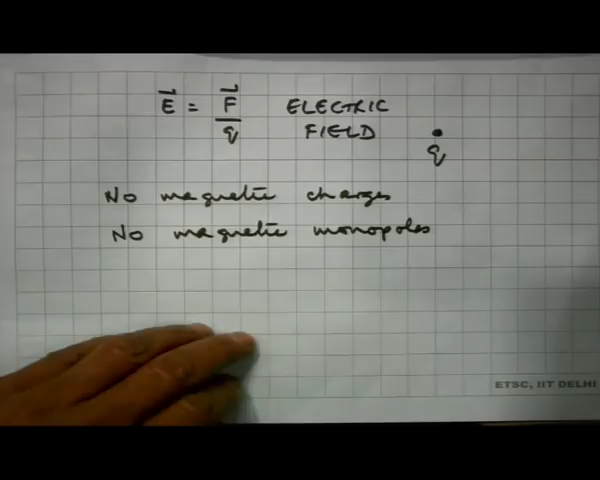 E⃗ = F⃗/q ELECTRIC
FIELD
q
No magnetic charges
No magnetic monopoles
ETSC, IIT DELHI